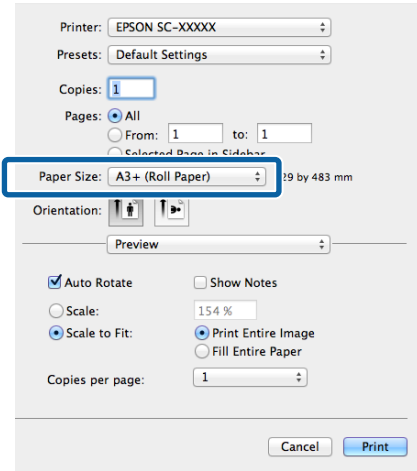 Printer: EPSON SC-XXXXX
Presets: Default Settings
Copies: 1
Pages: All
From: 1 to: 1
Selected Page in Sidebar
Paper Size: A3+ (Roll Paper) 29 by 483 mm
Orientation:
Preview
Auto Rotate Show Notes
Scale: 154 %
Scale to Fit: Print Entire Image
Fill Entire Paper
Copies per page: 1
Cancel Print